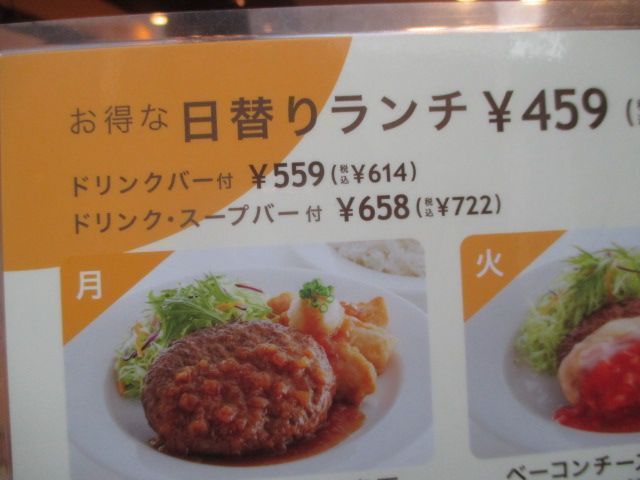 お得な 日替りランチ ¥459 (
ドリンクバー付 ¥559 (税込¥614)
ドリンク・スープバー付 ¥658 (税込¥722)
月
火
ベーコンチーズ